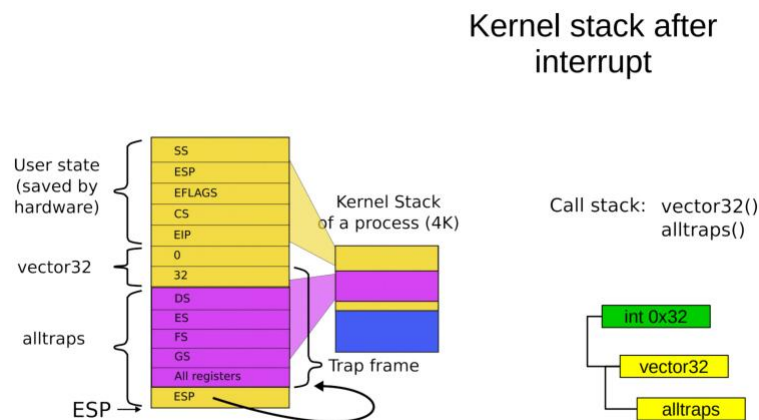 Kernel stack after
interrupt
User state
(saved by
hardware)
vector32
alltraps
ESP
SS
ESP
EFLAGS
CS
EIP
0
32
DS
ES
FS
GS
All registers
ESP
Kernel Stack
of a process (4K)
Trap frame
Call stack: vector32()
alltraps()
int 0x32
vector32
alltraps